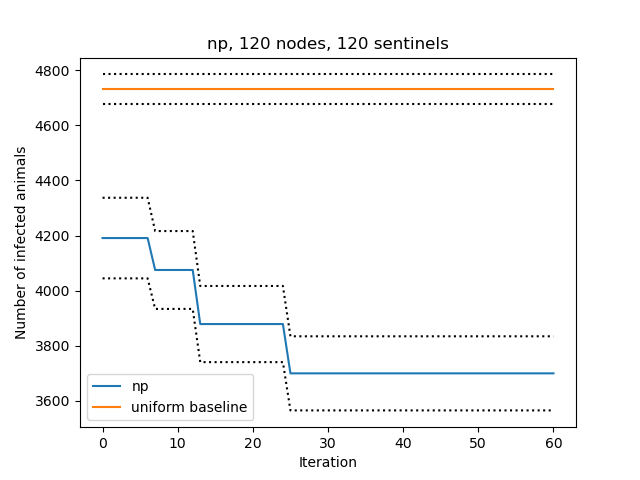 np, 120 nodes, 120 sentinels
Number of infected animals
4800
4600
4400
4200
4000
3800
3600
np
uniform baseline
0 10 20 30 40 50 60
Iteration